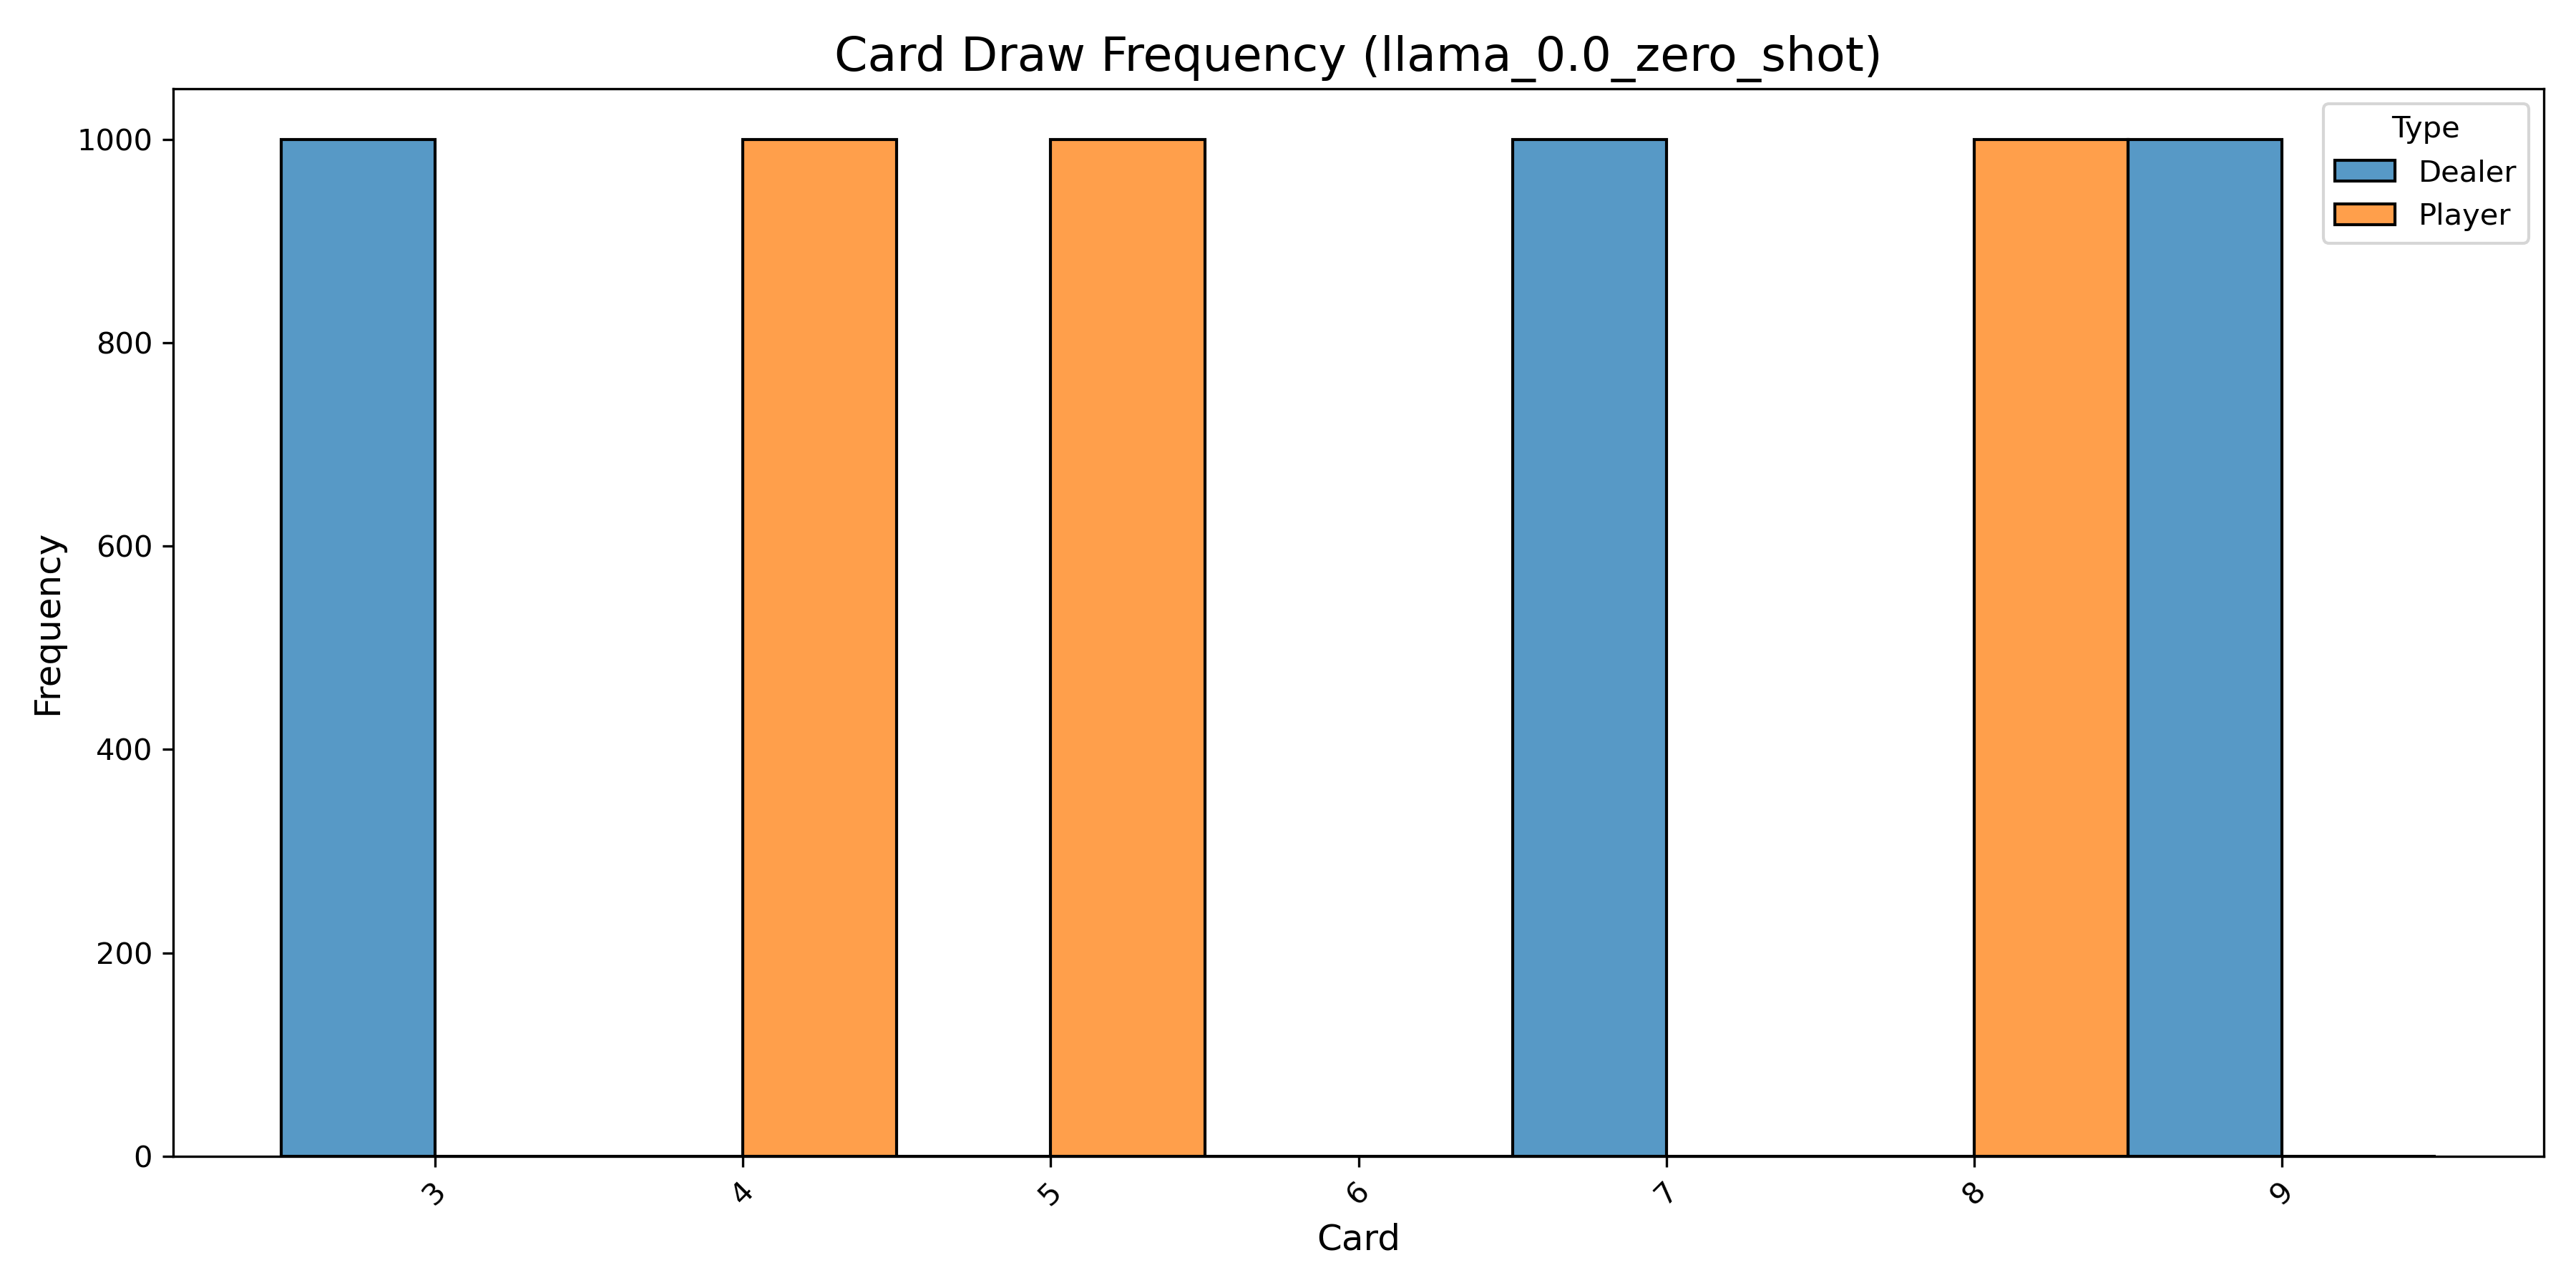 Card Draw Frequency (llama_0.0_zero_shot)
Type
Dealer
Player
Frequency
1000
800
600
400
200
0
3 4 5 6 7 8 9
Card